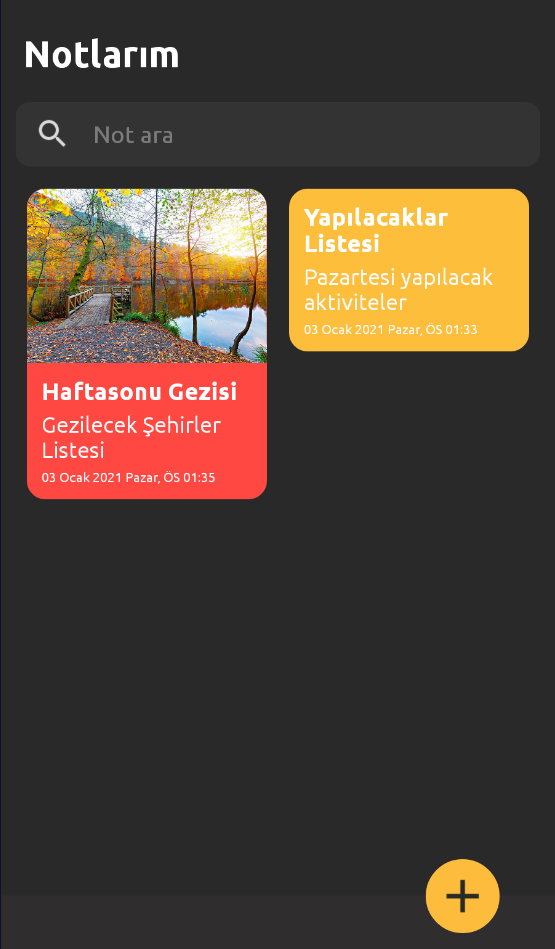 Notlarım
Not ara
Haftasonu Gezisi
Gezilecek Şehirler
Listesi
03 Ocak 2021 Pazar, ÖS 01:35
Yapılacaklar
Listesi
Pazartesi yapılacak
aktiviteler
03 Ocak 2021 Pazar, ÖS 01:33